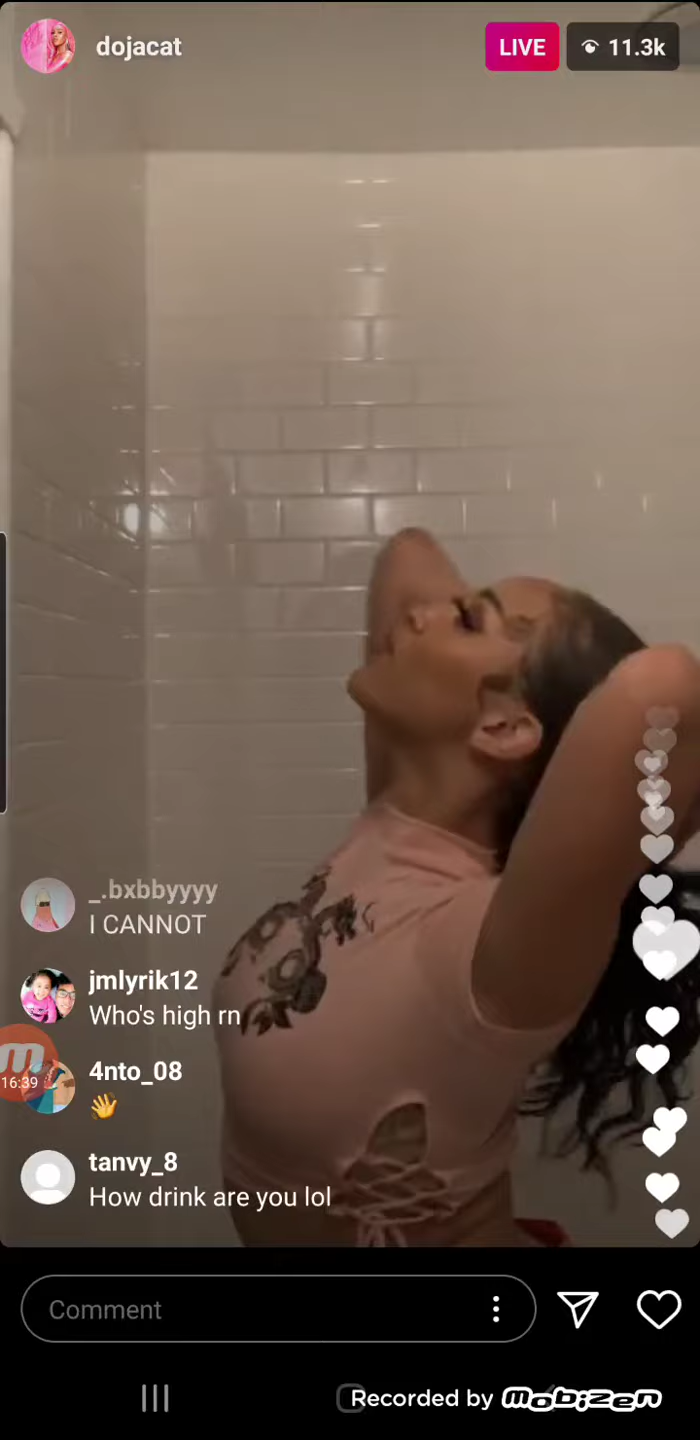 dojacat
LIVE
11.3k
_.bxbbyyyy
I CANNOT
jmlyrik12
Who's high rn
16:39
4nto_08
👋
tanvy_8
How drink are you lol
Comment
Recorded by mobizen